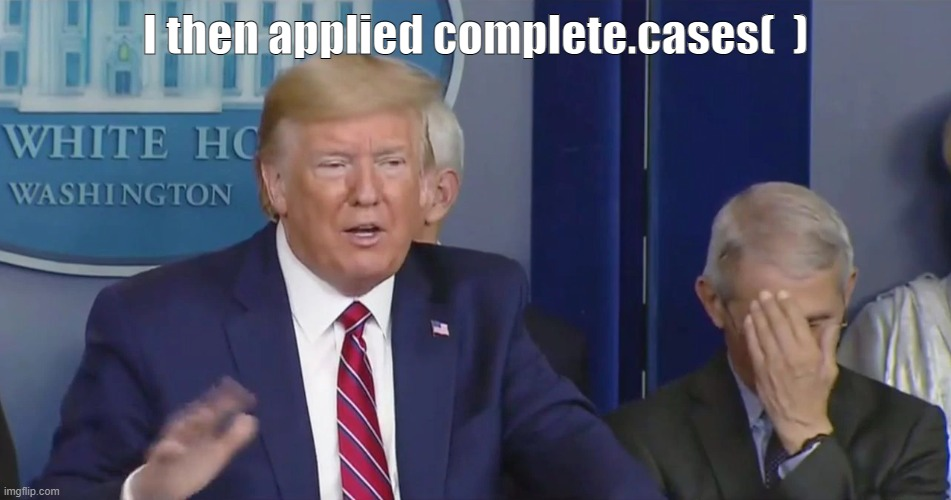 I then applied complete.cases(  )
WHITE HO
WASHINGTON
imgflip.com